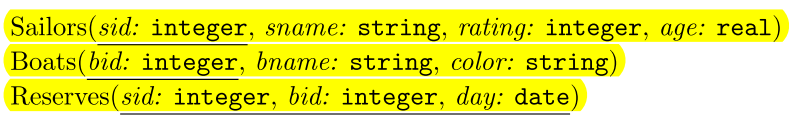 Sailors(sid: integer, sname: string, rating: integer, age: real)
Boats(bid: integer, bname: string, color: string)
Reserves(sid: integer, bid: integer, day: date)